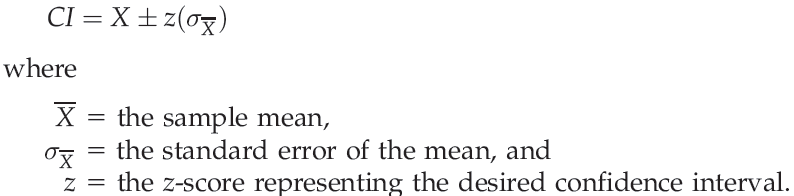 CI = X ± z(σ_X̅)
where
X̅ = the sample mean,
σ_X̅ = the standard error of the mean, and
z = the z-score representing the desired confidence interval.